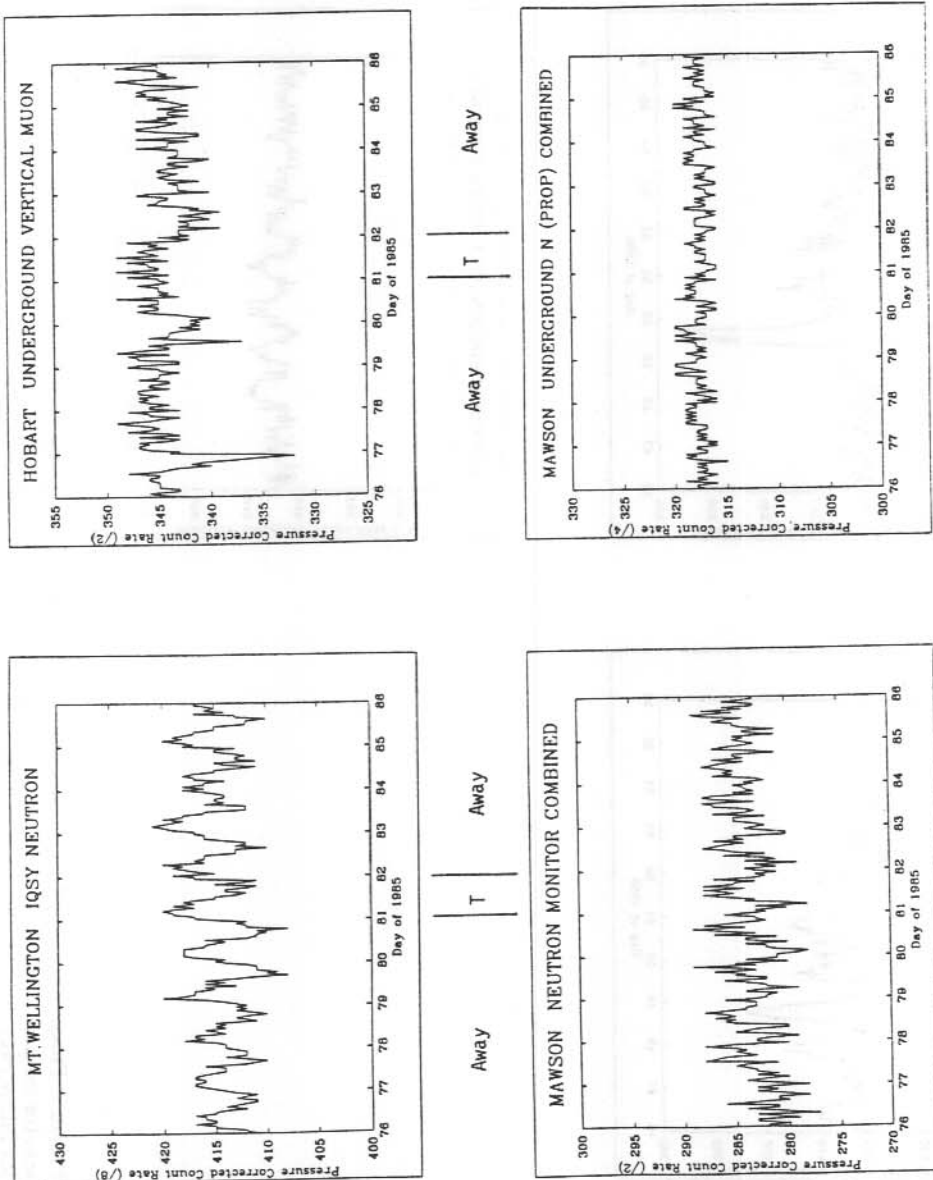 MT.WELLINGTON IQSY NEUTRON
Pressure Corrected Count Rate (/8)
430
425
420
415
410
405
400
76 77 78 79 80 81 82 83 84 85 86
Day of 1985
HOBART UNDERGROUND VERTICAL MUON
Pressure Corrected Count Rate (/2)
355
350
345
340
335
330
325
76 77 78 79 80 81 82 83 84 85 86
Day of 1985
Away T Away
Away T Away
MAWSON NEUTRON MONITOR COMBINED
Pressure Corrected Count Rate (/2)
300
295
290
285
280
275
270
76 77 78 79 80 81 82 83 84 85 86
Day of 1985
MAWSON UNDERGROUND N (PROP) COMBINED
Pressure Corrected Count Rate (/4)
330
325
320
315
310
305
300
76 77 78 79 80 81 82 83 84 85 86
Day of 1985